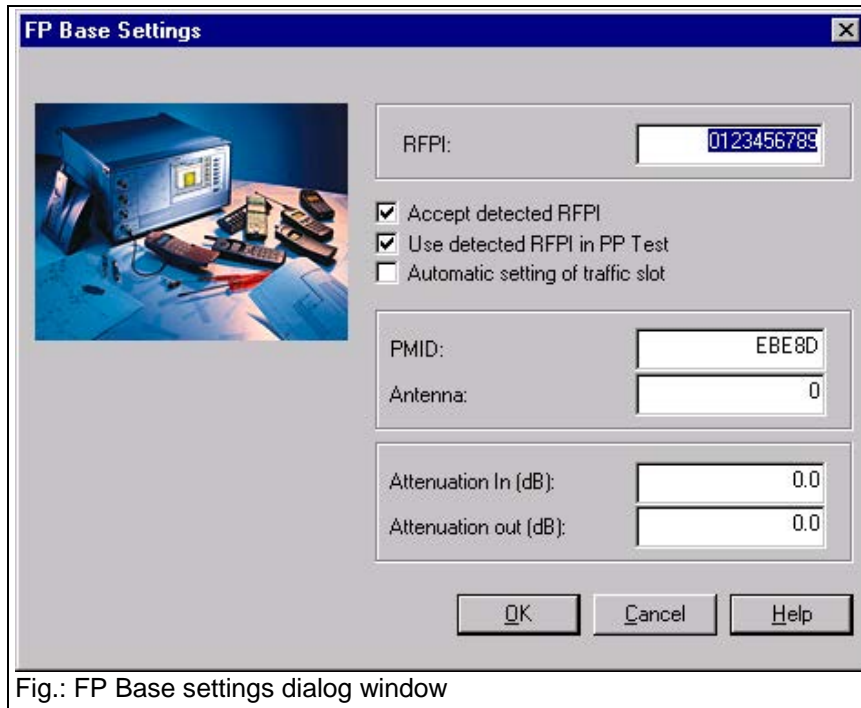 FP Base Settings
RFPI: 0123456789
Accept detected RFPI
Use detected RFPI in PP Test
Automatic setting of traffic slot
PMID: EBE8D
Antenna: 0
Attenuation In (dB): 0.0
Attenuation out (dB): 0.0
OK Cancel Help
Fig.: FP Base settings dialog window